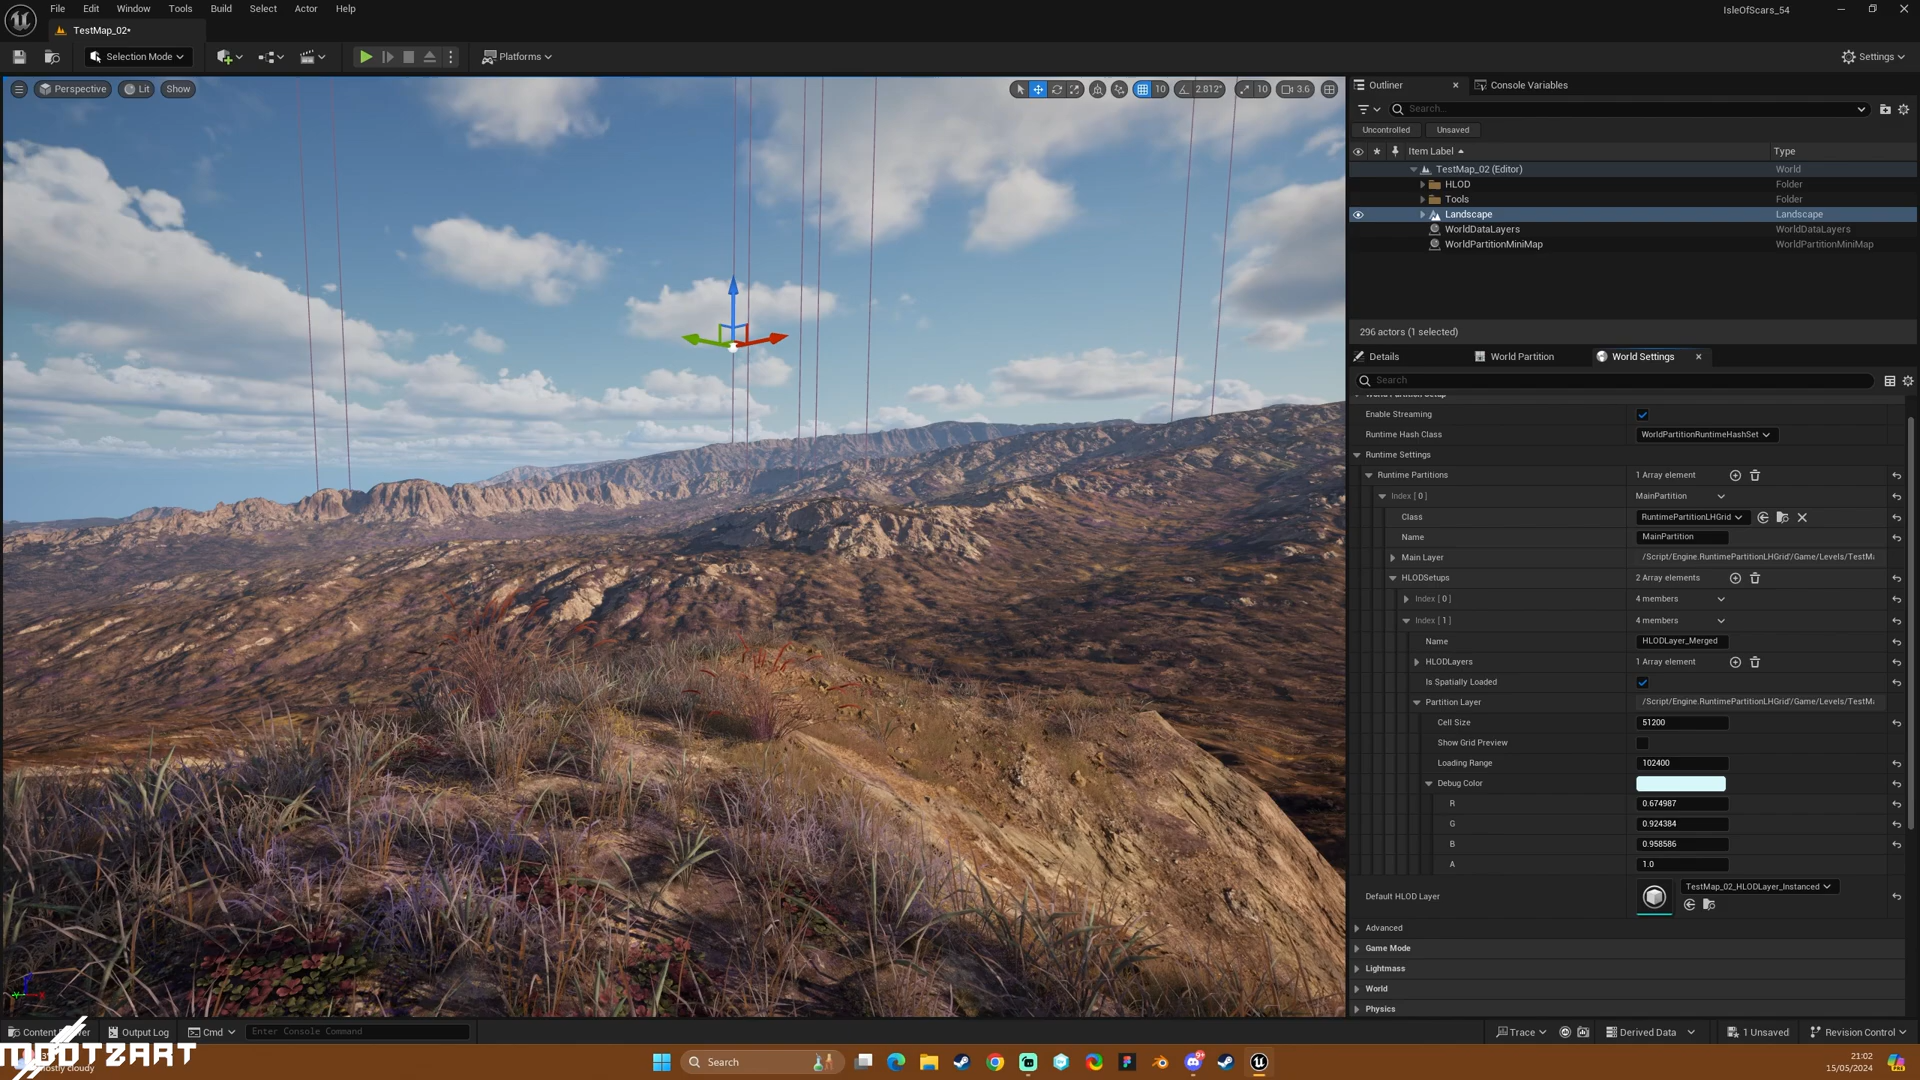 File Edit Window Tools Build Select Actor Help
IsleOfScars_54
TestMap_02*
Selection Mode
Platforms
Settings
Perspective
Lit
Show
10
2.812°
10
3.6
Outliner
Console Variables
Search...
Uncontrolled
Unsaved
Item Label
Type
TestMap_02 (Editor)
World
HLOD
Folder
Tools
Folder
Landscape
Landscape
WorldDataLayers
WorldDataLayers
WorldPartitionMiniMap
WorldPartitionMiniMap
296 actors (1 selected)
Details
World Partition
World Settings
Search
World Partition Setup
Enable Streaming
Runtime Hash Class
WorldPartitionRuntimeHashSet
Runtime Settings
Runtime Partitions
1 Array element
Index [ 0 ]
MainPartition
Class
RuntimePartitionLHGrid
Name
MainPartition
Main Layer
/Script/Engine.RuntimePartitionLHGrid'/Game/Levels/TestM
HLODSetups
2 Array elements
Index [ 0 ]
4 members
Index [ 1 ]
4 members
Name
HLODLayer_Merged
HLODLayers
1 Array element
Is Spatially Loaded
Partition Layer
/Script/Engine.RuntimePartitionLHGrid'/Game/Levels/TestM
Cell Size
51200
Show Grid Preview
Loading Range
102400
Debug Color
R
0.674987
G
0.924384
B
0.958586
A
1.0
Default HLOD Layer
TestMap_02_HLODLayer_Instanced
Advanced
Game Mode
Lightmass
World
Physics
Content
Output Log
Cmd
Enter Console Command
Trace
Derived Data
1 Unsaved
Revision Control
cloudy
Search
21:02
15/05/2024